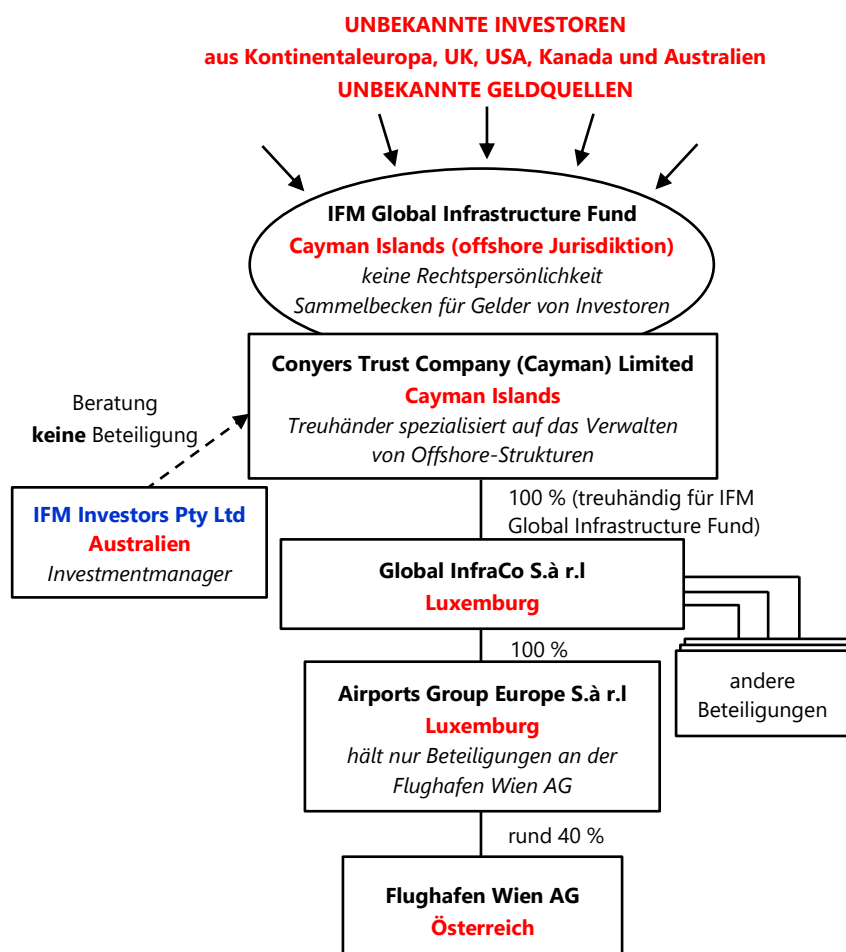 UNBEKANNTE INVESTOREN
aus Kontinentaleuropa, UK, USA, Kanada und Australien
UNBEKANNTE GELDQUELLEN
IFM Global Infrastructure Fund
Cayman Islands (offshore Jurisdiktion)
keine Rechtspersönlichkeit
Sammelbecken für Gelder von Investoren
Conyers Trust Company (Cayman) Limited
Cayman Islands
Treuhänder spezialisiert auf das Verwalten
von Offshore-Strukturen
Beratung
keine Beteiligung
IFM Investors Pty Ltd
Australien
Investmentmanager
100 % (treuhändig für IFM
Global Infrastructure Fund)
Global InfraCo S.à r.l
Luxemburg
100 %
andere
Beteiligungen
Airports Group Europe S.à r.l
Luxemburg
hält nur Beteiligungen an der
Flughafen Wien AG
rund 40 %
Flughafen Wien AG
Österreich